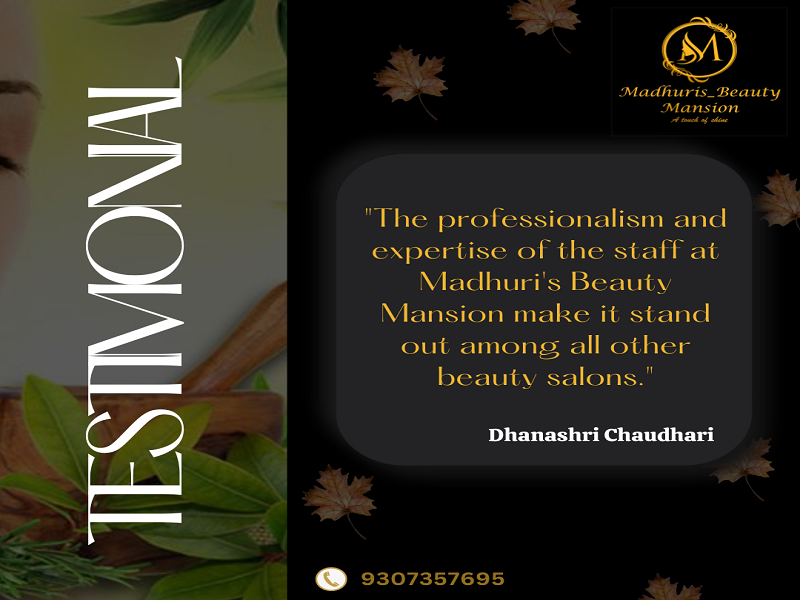 TESTIMONIAL
M
Madhuris_Beauty
Mansion
A touch of shine
"The professionalism and
expertise of the staff at
Madhuri's Beauty
Mansion make it stand
out among all other
beauty salons."
Dhanashri Chaudhari
9307357695